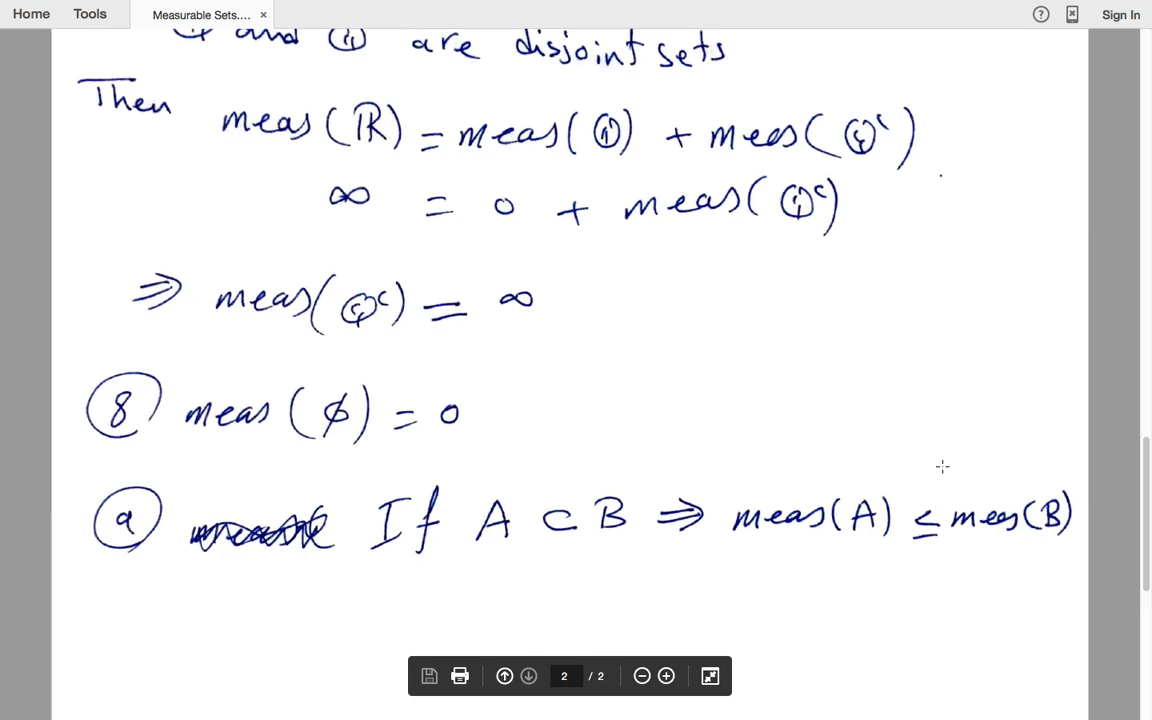 Home Tools Measurable Sets.... × Sign In
ℚ and ℚ are disjoint sets
Then meas(ℝ) = meas(ℚ) + meas(ℚᶜ)
∞ = 0 + meas(ℚᶜ)
⇒ meas(ℚᶜ) = ∞
⑧ meas(ϕ) = 0
⑨ If A ⊂ B ⇒ meas(A) ≤ meas(B)
2 / 2